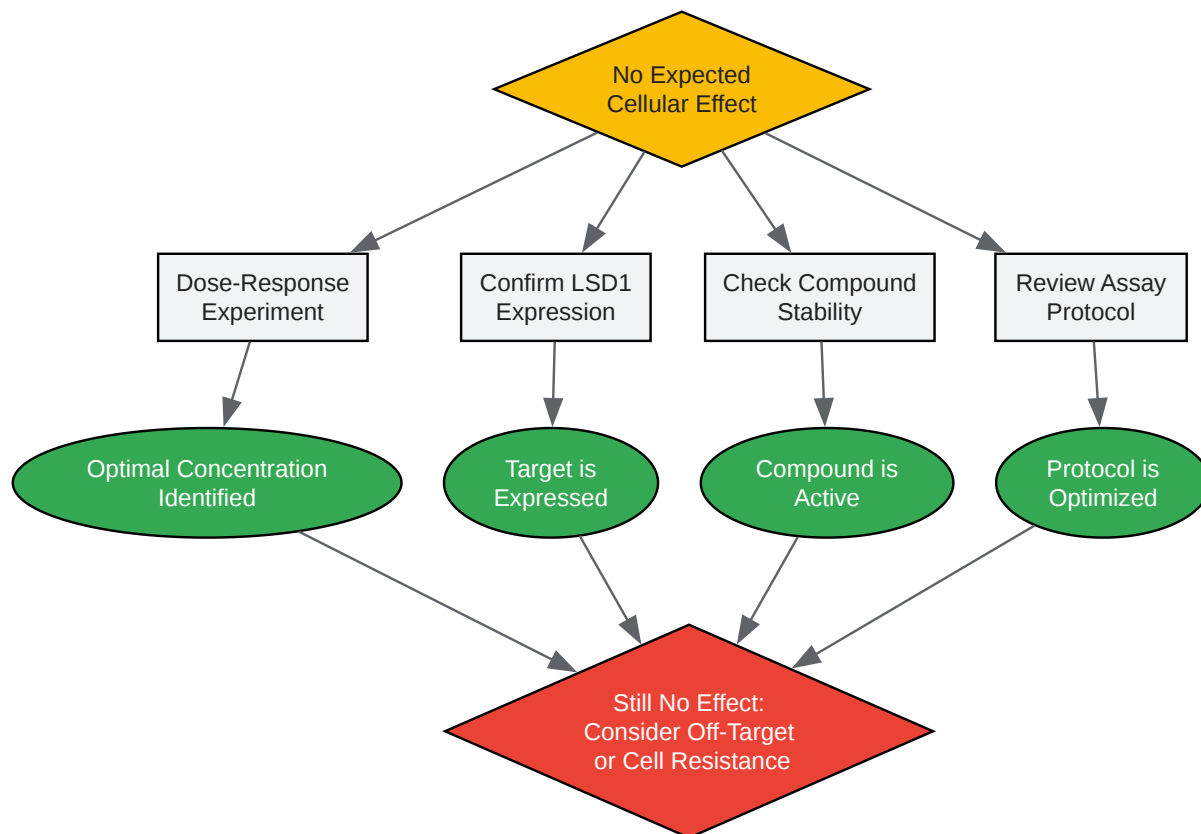 No Expected
Cellular Effect
Dose-Response
Experiment
Confirm LSD1
Expression
Check Compound
Stability
Review Assay
Protocol
Optimal Concentration
Identified
Target is
Expressed
Compound is
Active
Protocol is
Optimized
Still No Effect:
Consider Off-Target
or Cell Resistance